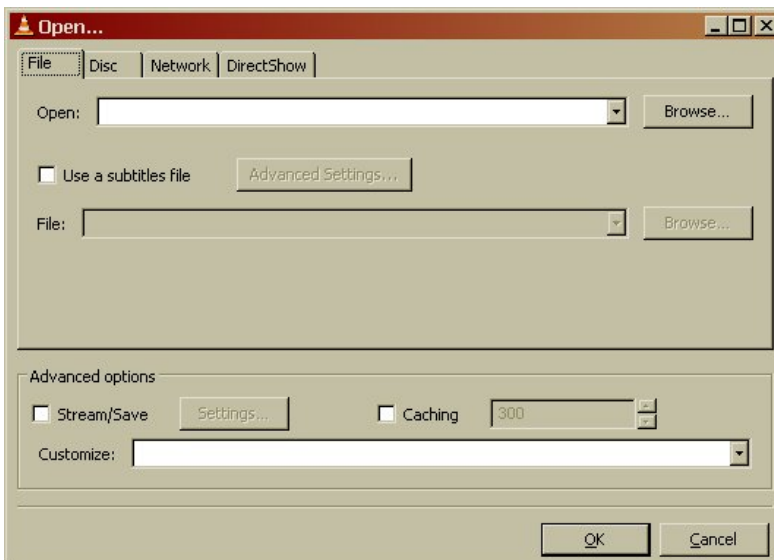 Open...
File Disc Network DirectShow
Open: Browse...
Use a subtitles file Advanced Settings...
File: Browse...
Advanced options
Stream/Save Settings... Caching 300
Customize:
OK Cancel